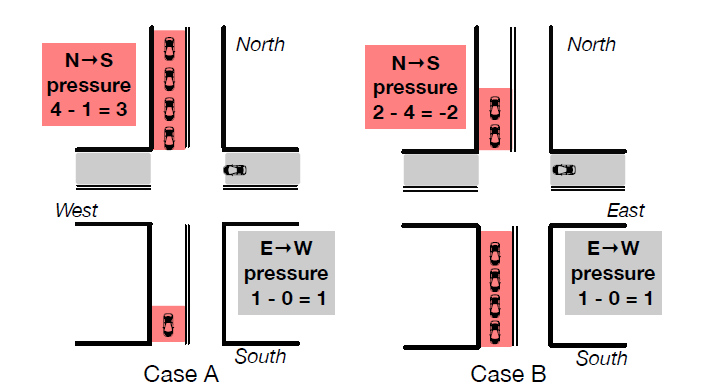 North
N→S
pressure
4 - 1 = 3
West
E→W
pressure
1 - 0 = 1
South
Case A
North
N→S
pressure
2 - 4 = -2
East
E→W
pressure
1 - 0 = 1
South
Case B